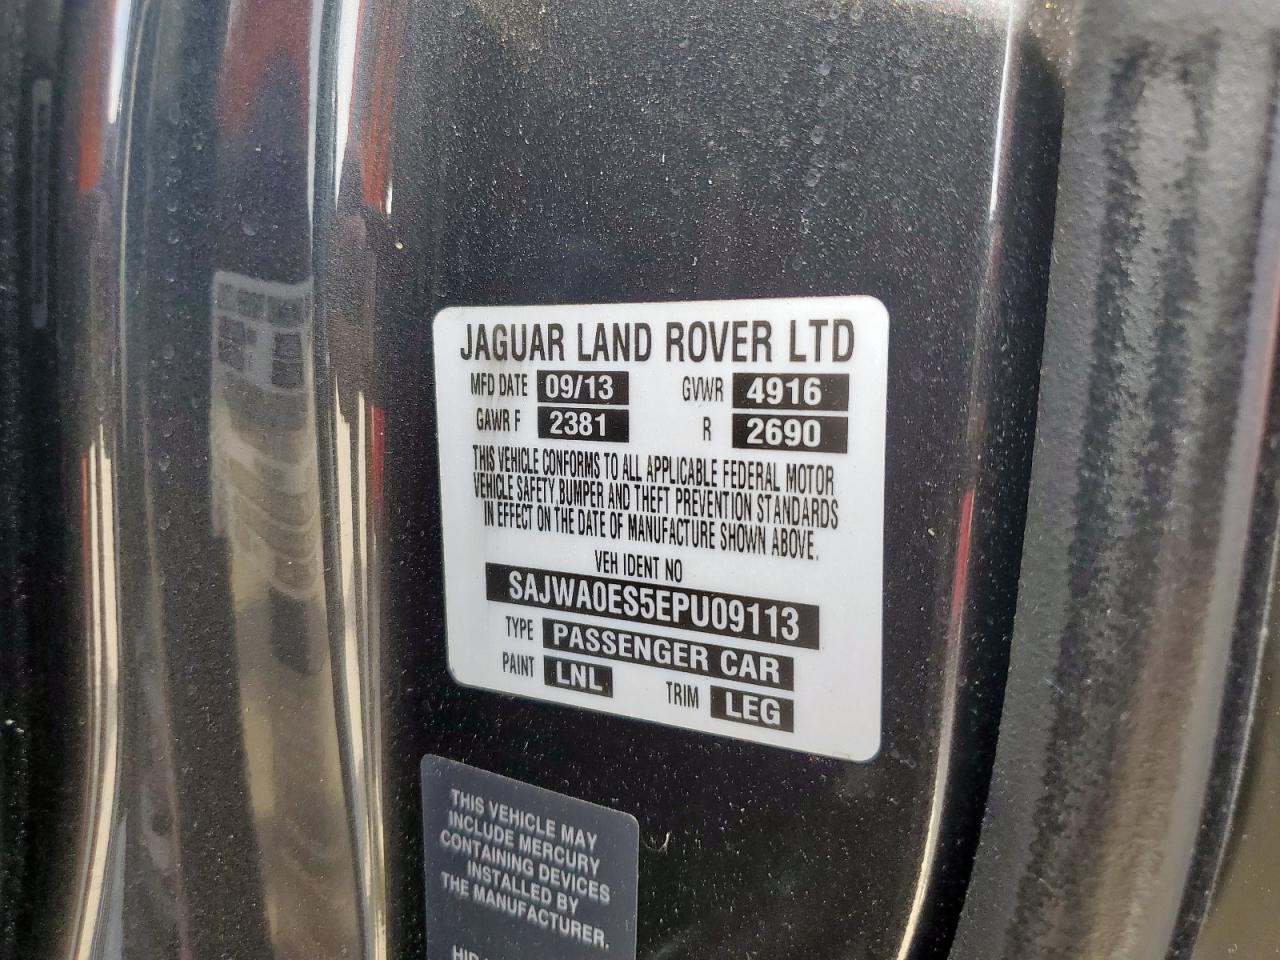 JAGUAR LAND ROVER LTD
MFD DATE 09/13 GVWR 4916
GAWR F 2381 R 2690
THIS VEHICLE CONFORMS TO ALL APPLICABLE FEDERAL MOTOR
VEHICLE SAFETY, BUMPER AND THEFT PREVENTION STANDARDS
IN EFFECT ON THE DATE OF MANUFACTURE SHOWN ABOVE.
VEH IDENT NO
SAJWA0ES5EPU09113
TYPE PASSENGER CAR
PAINT LNL TRIM LEG
THIS VEHICLE MAY
INCLUDE MERCURY
CONTAINING DEVICES
INSTALLED BY
THE MANUFACTURER.